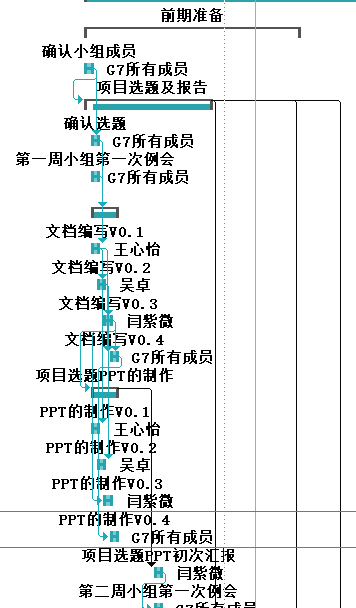 前期准备
确认小组成员
G7所有成员
项目选题及报告
确认选题
G7所有成员
第一周小组第一次例会
G7所有成员
文档编写V0.1
王心怡
文档编写V0.2
吴卓
文档编写V0.3
闫紫微
文档编写V0.4
G7所有成员
项目选题PPT的制作
PPT的制作V0.1
王心怡
PPT的制作V0.2
吴卓
PPT的制作V0.3
闫紫微
PPT的制作V0.4
G7所有成员
项目选题PPT初次汇报
闫紫微
第二周小组第一次例会
G7所有成员